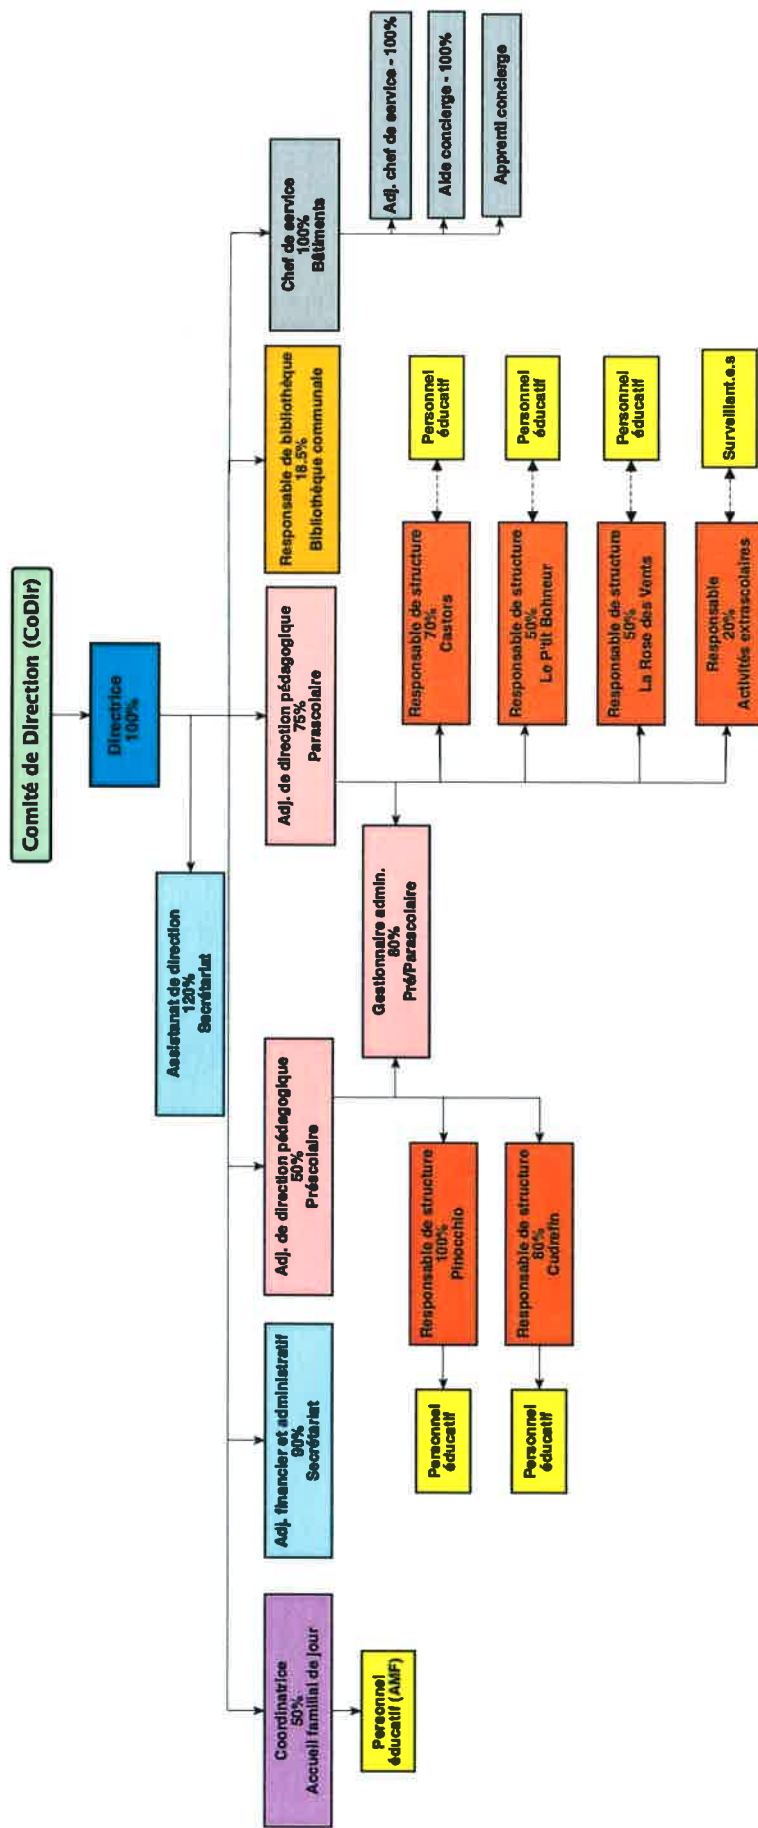 Comité de Direction (CoDir)
Directrice
100%
Assistanat de direction
120%
Secrétariat
Coordinatrice
50%
Accueil familial de jour
Adj. financier et administratif
90%
Secrétariat
Adj. de direction pédagogique
50%
Préscolaire
Adj. de direction pédagogique
75%
Parascolaire
Responsable de bibliothèque
18.5%
Bibliothèque communale
Chef de service
100%
Bâtiments
Personnel
éducatif (AMF)
Gestionnaire admin.
80%
Pré/Parascolaire
Adj. chef de service - 100%
Aide concierge - 100%
Apprenti concierge
Personnel
éducatif
Responsable de structure
100%
Pinocchio
Personnel
éducatif
Responsable de structure
80%
Cudrefin
Responsable de structure
70%
Castors
Personnel
éducatif
Responsable de structure
50%
Le P'tit Bonheur
Personnel
éducatif
Responsable de structure
50%
La Rose des Vents
Personnel
éducatif
Responsable
20%
Activités extrascolaires
Surveillant.e.s